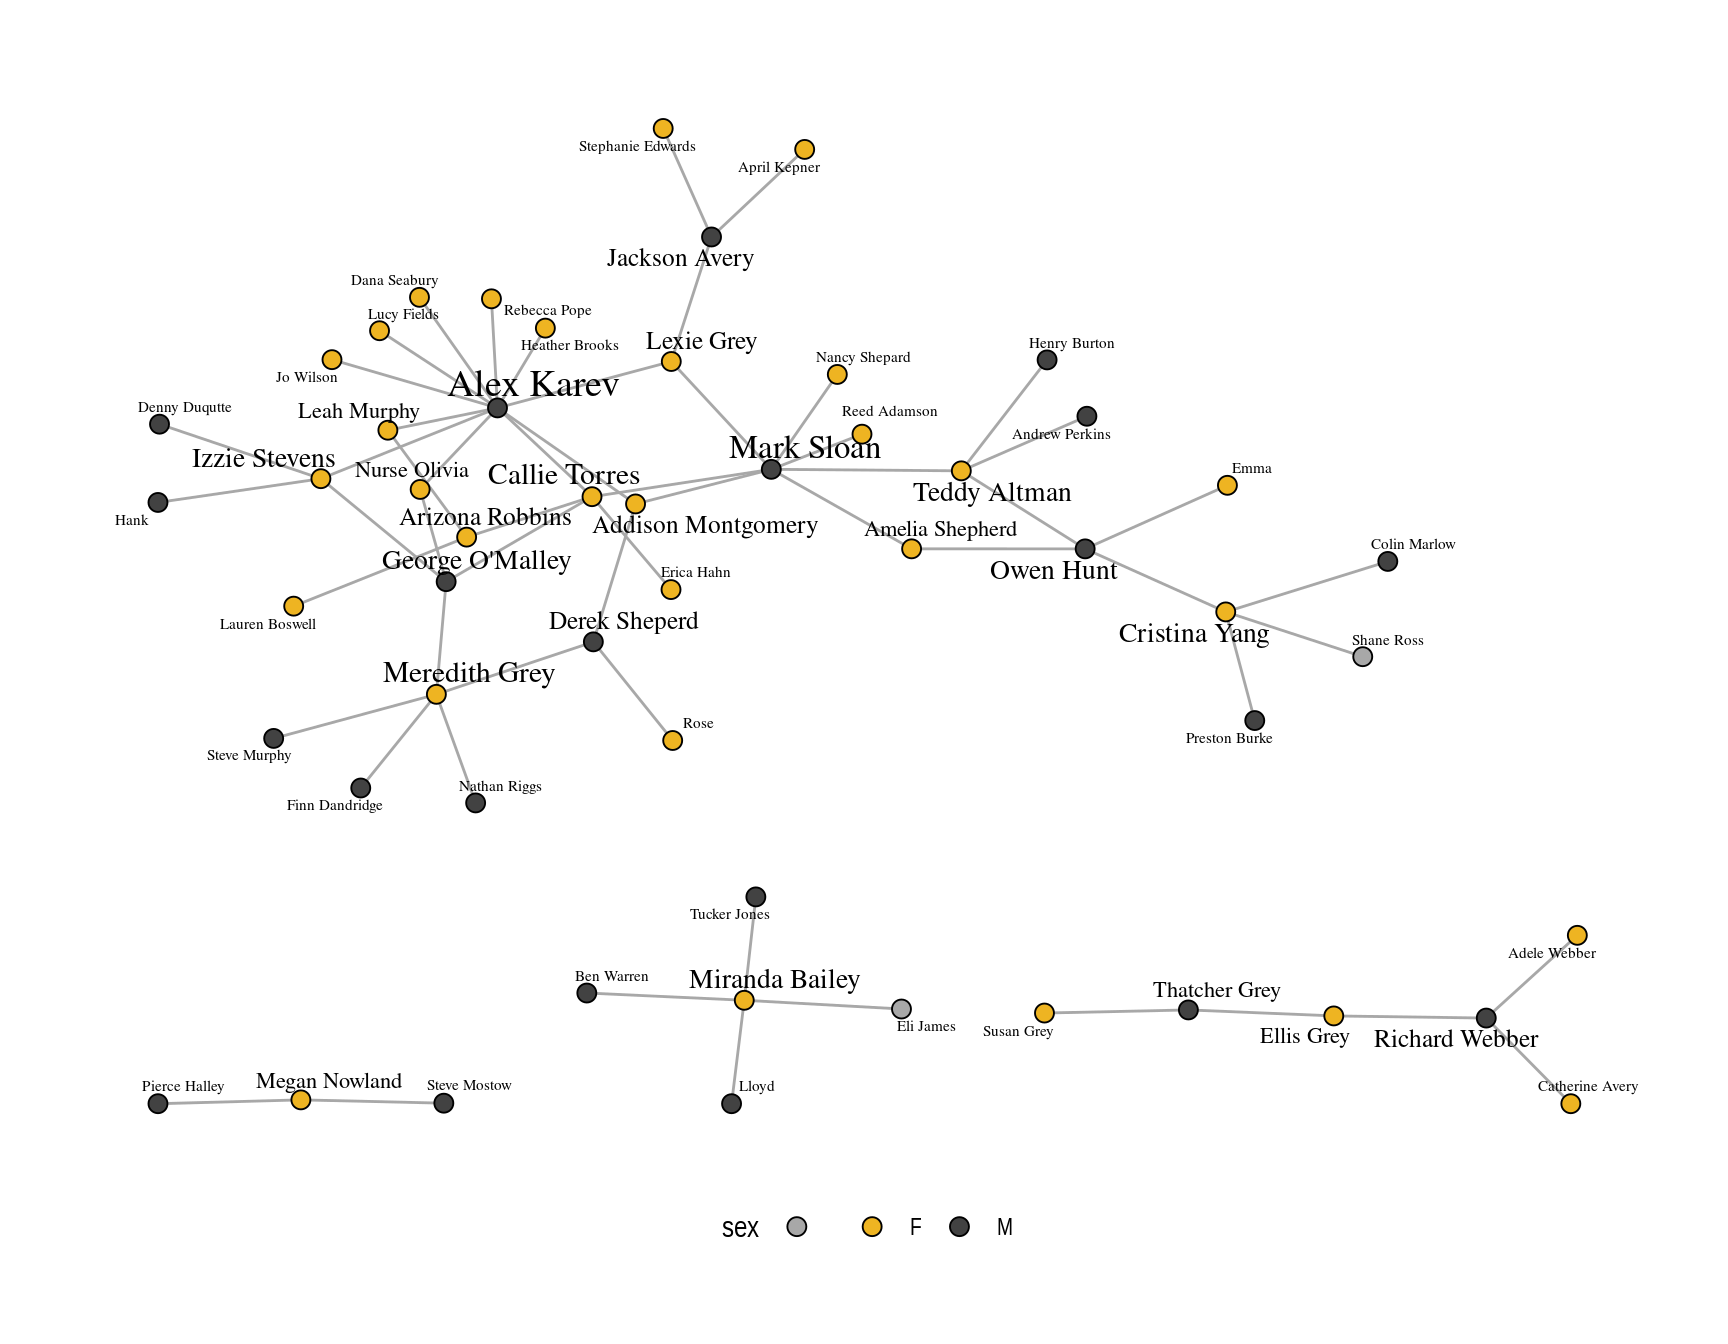 Stephanie Edwards
April Kepner
Jackson Avery
Dana Seabury
Rebecca Pope
Lucy Fields
Heather Brooks
Lexie Grey
Henry Burton
Nancy Shepard
Jo Wilson
Alex Karev
Denny Duqutte
Leah Murphy
Reed Adamson
Andrew Perkins
Mark Sloan
Izzie Stevens
Nurse Olivia
Callie Torres
Emma
Teddy Altman
Hank
Arizona Robbins
Addison Montgomery
Amelia Shepherd
Colin Marlow
George O'Malley
Erica Hahn
Owen Hunt
Lauren Boswell
Derek Sheperd
Cristina Yang
Shane Ross
Meredith Grey
Rose
Preston Burke
Steve Murphy
Nathan Riggs
Finn Dandridge
Tucker Jones
Adele Webber
Ben Warren
Miranda Bailey
Thatcher Grey
Eli James
Susan Grey
Ellis Grey
Richard Webber
Pierce Halley
Megan Nowland
Steve Mostow
Lloyd
Catherine Avery
sex F M